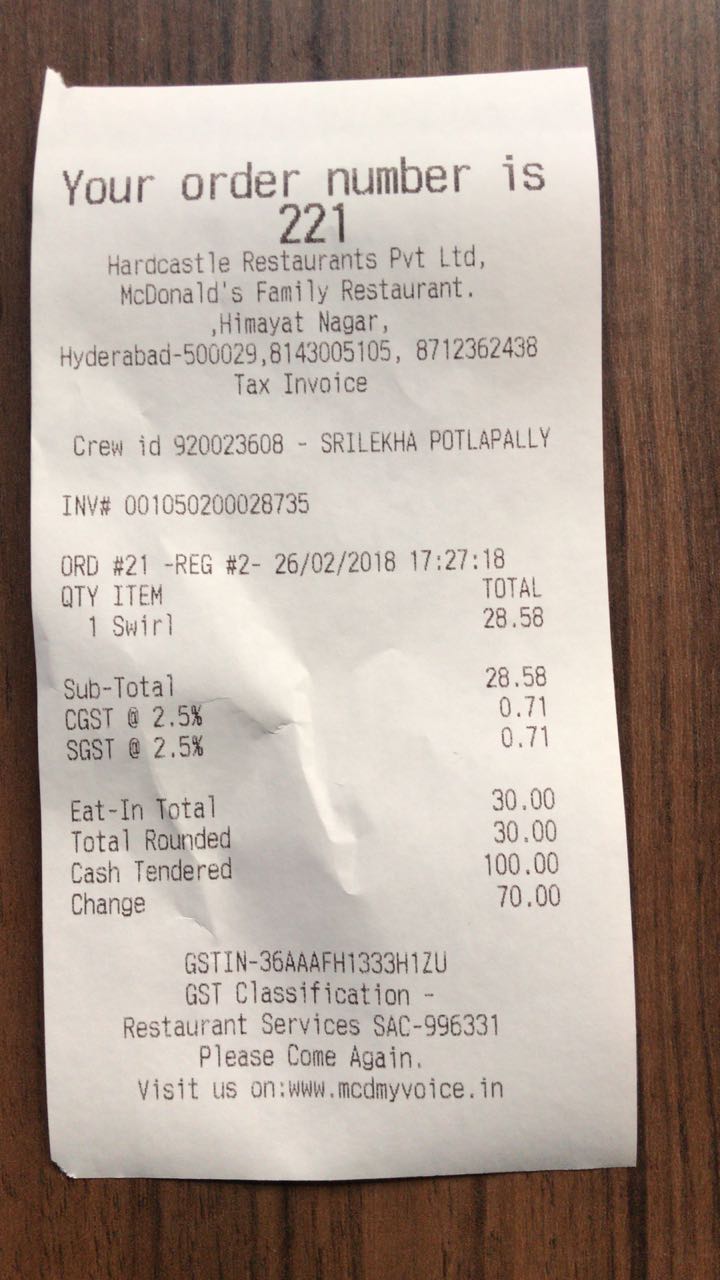 Your order number is
221
Hardcastle Restaurants Pvt Ltd,
McDonald's Family Restaurant.
,Himayat Nagar,
Hyderabad-500029,8143005105, 8712362438
Tax Invoice
Crew id 920023608 - SRILEKHA POTLAPALLY
INV# 001050200028735
ORD #21 -REG #2- 26/02/2018 17:27:18
QTY ITEM TOTAL
1 Swirl 28.58
Sub-Total 28.58
CGST @ 2.5% 0.71
SGST @ 2.5% 0.71
Eat-In Total 30.00
Total Rounded 30.00
Cash Tendered 100.00
Change 70.00
GSTIN-36AAAFH1333H1ZU
GST Classification -
Restaurant Services SAC-996331
Please Come Again.
Visit us on:www.mcdmyvoice.in